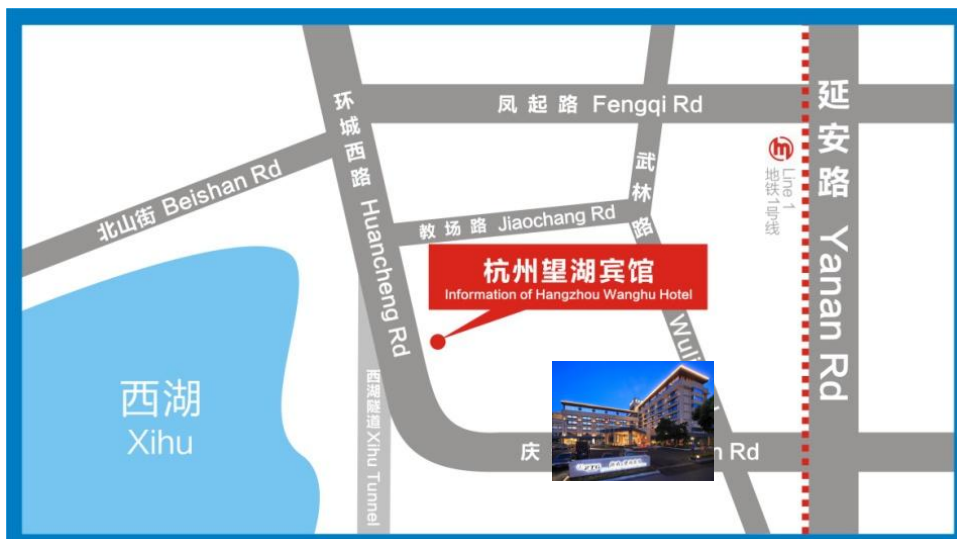 凤起路 Fengqi Rd
环城西路 Huancheng Rd
北山街 Beishan Rd
武林路
Wuli
教场路 Jiaochang Rd
Line 1
地铁1号线
延安路 Yanan Rd
杭州望湖宾馆
Information of Hangzhou Wanghu Hotel
西湖
Xihu
西湖隧道 Xihu Tunnel
庆
n Rd